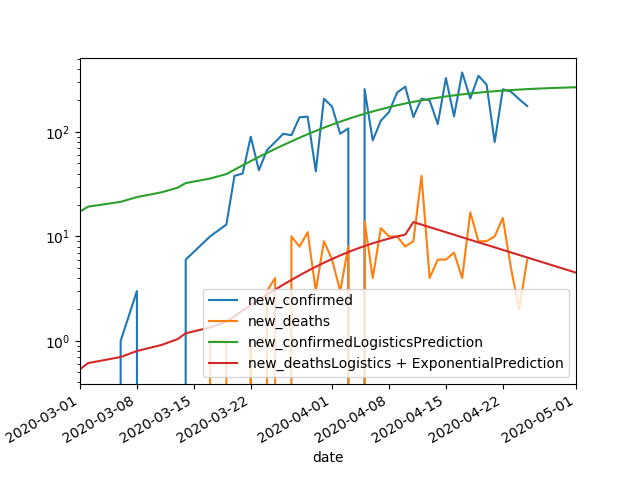 10²
10¹
10⁰
new_confirmed
new_deaths
new_confirmedLogisticsPrediction
new_deathsLogistics + ExponentialPrediction
2020-03-01
2020-03-08
2020-03-15
2020-03-22
2020-04-01
2020-04-08
2020-04-15
2020-04-22
2020-05-01
date